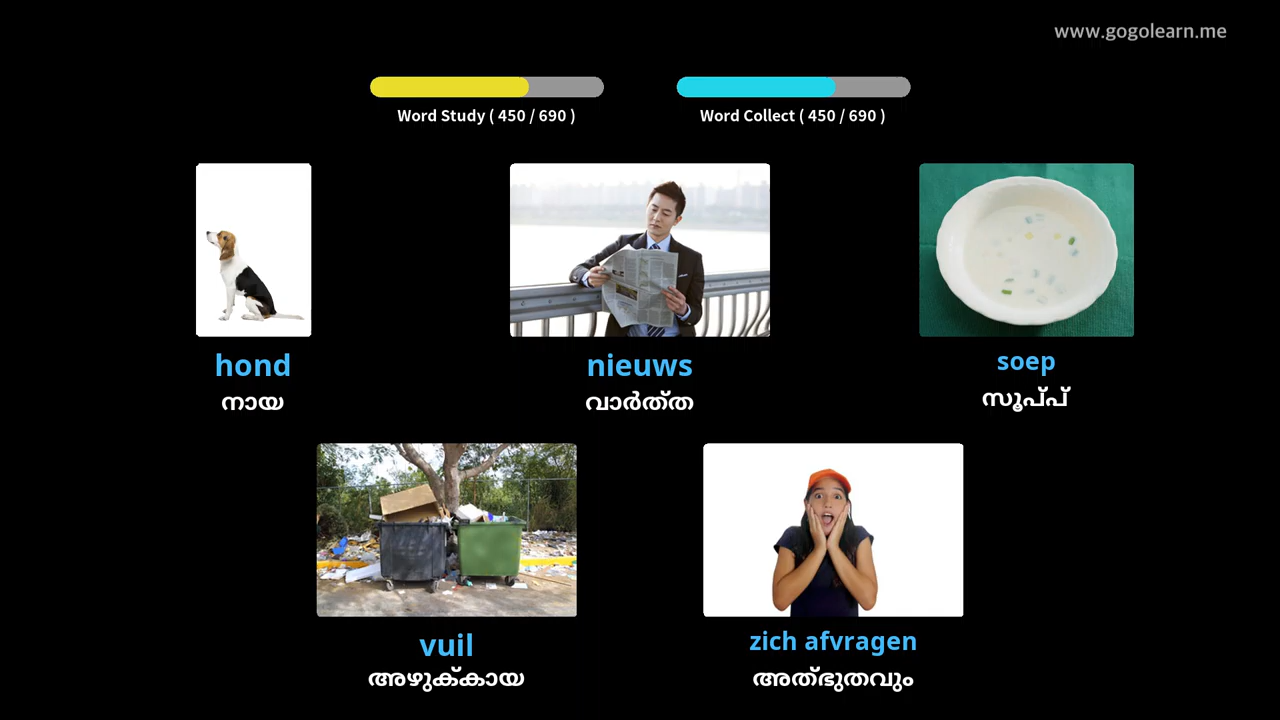 www.gogolearn.me
Word Study ( 450 / 690 )
Word Collect ( 450 / 690 )
hond
nieuws
soep
നായ
വാർത്ത
സൂപ്പ്
vuil
zich afvragen
അഴുക്കായ
അത്ഭുതവും